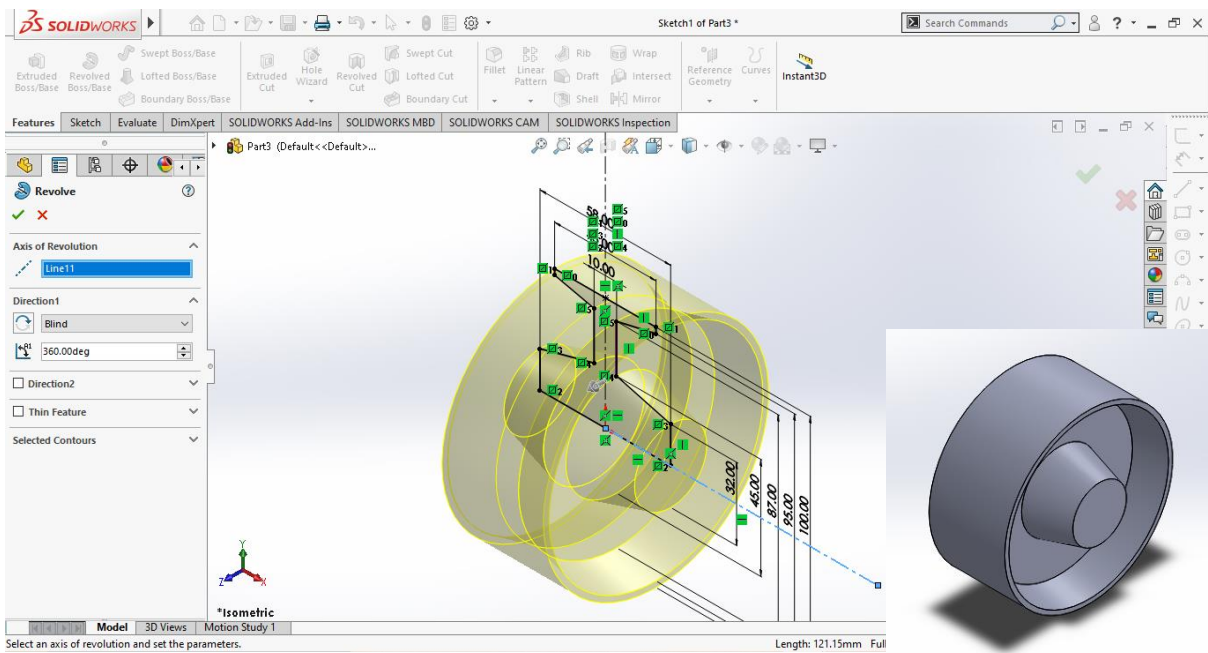 SOLIDWORKS
Sketch1 of Part3 *
Search Commands
Extruded Boss/Base
Revolved Boss/Base
Swept Boss/Base
Lofted Boss/Base
Boundary Boss/Base
Extruded Cut
Hole Wizard
Revolved Cut
Swept Cut
Lofted Cut
Boundary Cut
Fillet
Linear Pattern
Rib
Draft
Shell
Wrap
Intersect
Mirror
Reference Geometry
Curves
Instant3D
Features Sketch Evaluate DimXpert SOLIDWORKS Add-Ins SOLIDWORKS MBD SOLIDWORKS CAM SOLIDWORKS Inspection
Part3 (Default<<Default>...
Revolve
Axis of Revolution
Line11
Direction1
Blind
360.00deg
Direction2
Thin Feature
Selected Contours
10.00
32.00
45.00
87.00
95.00
100.00
Y
Z
X
*Isometric
Model 3D Views Motion Study 1
Select an axis of revolution and set the parameters.
Length: 121.15mm